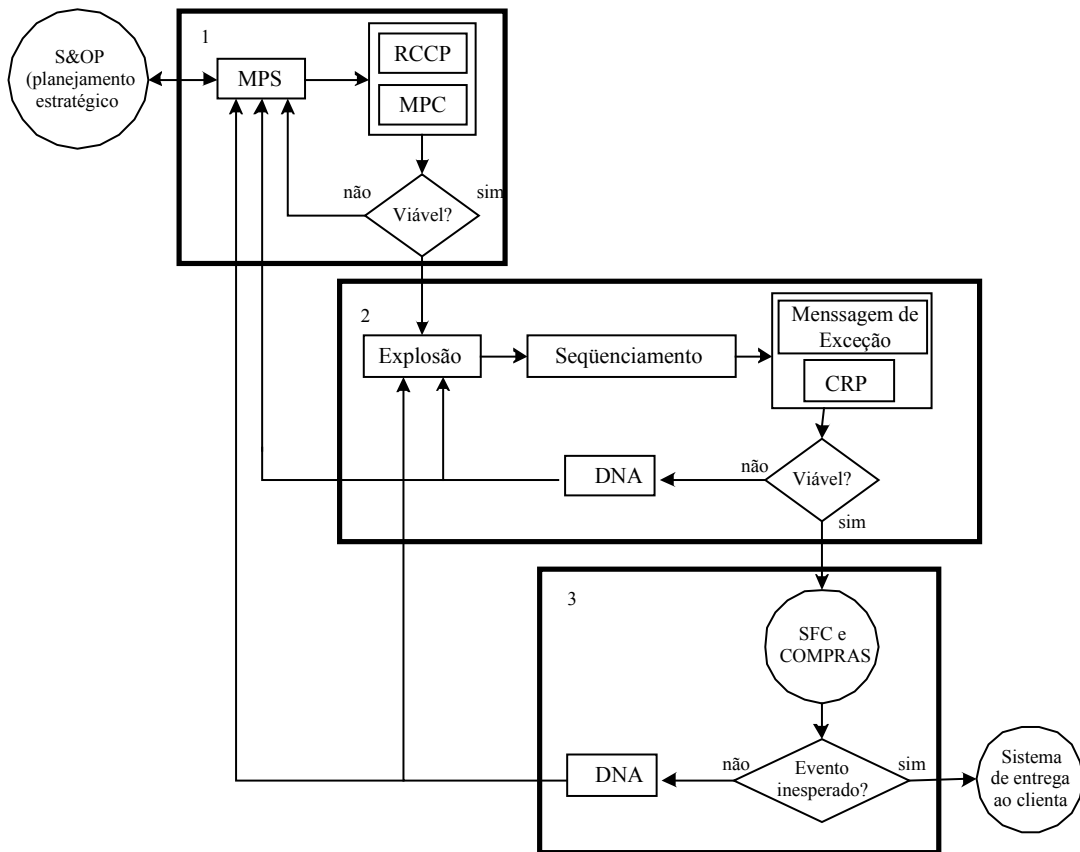 1
S&OP
(planejamento
estratégico
MPS
RCCP
MPC
não
sim
Viável?
2
Explosão
Seqüenciamento
Menssagem de
Exceção
CRP
DNA
não
Viável?
sim
3
SFC e
COMPRAS
DNA
não
Evento
inesperado?
sim
Sistema
de entrega
ao clienta